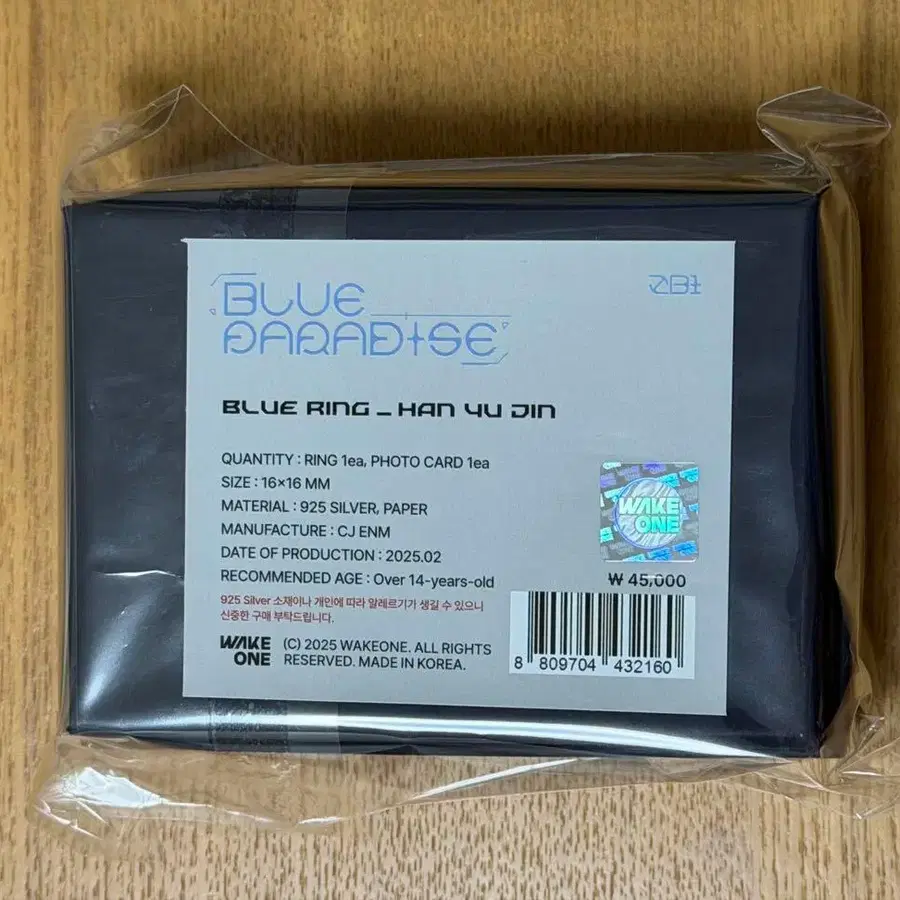 BLUE
PARADISE
ZB1
BLUE RING _ HAN YU JIN
QUANTITY : RING 1ea, PHOTO CARD 1ea
SIZE : 16×16 MM
MATERIAL : 925 SILVER, PAPER
MANUFACTURE : CJ ENM
DATE OF PRODUCTION : 2025.02
RECOMMENDED AGE : Over 14-years-old
925 Silver 소재이나 개인에 따라 알레르기가 생길 수 있으니
신중한 구매 부탁드립니다.
WAKE
ONE
(C) 2025 WAKEONE. ALL RIGHTS
RESERVED. MADE IN KOREA.
WAKE
ONE
₩ 45,000
8 809704 432160